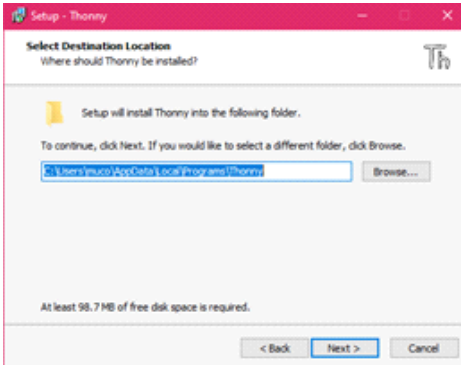 Setup - Thonny
Select Destination Location
Where should Thonny be installed?
Th
Setup will install Thonny into the following folder.
To continue, click Next. If you would like to select a different folder, click Browse.
C:\Users\muco\AppData\Local\Programs\Thonny
Browse...
At least 98.7 MB of free disk space is required.
< Back
Next >
Cancel